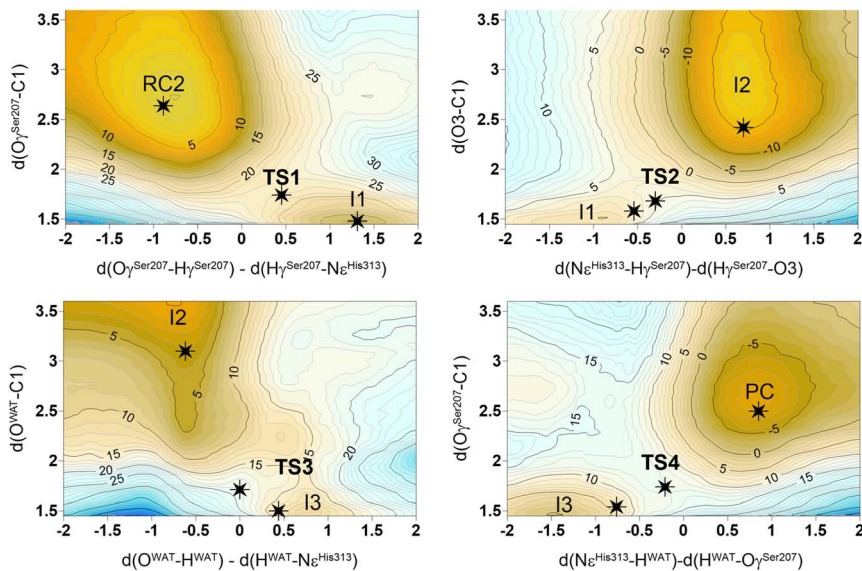 3.5
3
2.5
2
1.5
d(Oγ^Ser207-C1)
RC2
TS1
I1
10
15
20
25
5
10
15
20
25
25
30
-2 -1.5 -1 -0.5 0 0.5 1 1.5 2
d(Oγ^Ser207-Hγ^Ser207) - d(Hγ^Ser207-Nε^His313)
3.5
3
2.5
2
1.5
d(O3-C1)
I2
TS2
I1
5
10
5
0
-5
-10
-10
-5
0
5
5
-2 -1.5 -1 -0.5 0 0.5 1 1.5 2
d(Nε^His313-Hγ^Ser207)-d(Hγ^Ser207-O3)
3.5
3
2.5
2
1.5
d(O^WAT-C1)
I2
TS3
I3
5
5
10
10
15
20
25
15
15
20
-2 -1.5 -1 -0.5 0 0.5 1 1.5 2
d(O^WAT-H^WAT) - d(H^WAT-Nε^His313)
3.5
3
2.5
2
1.5
d(Oγ^Ser207-C1)
PC
TS4
I3
15
15
10
5
0
-5
-5
0
5
10
15
10
-2 -1.5 -1 -0.5 0 0.5 1 1.5 2
d(Nε^His313-H^WAT)-d(H^WAT-Oγ^Ser207)